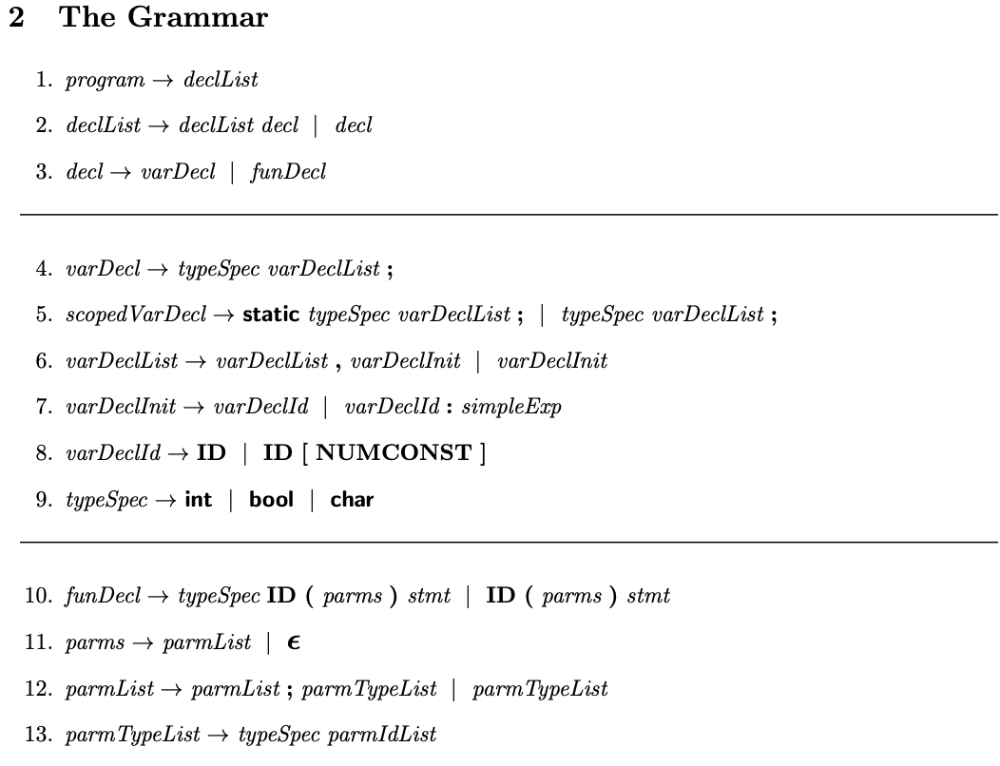 2 The Grammar
1. program → declList
2. declList → declList decl | decl
3. decl → varDecl | funDecl
4. varDecl → typeSpec varDeclList ;
5. scopedVarDecl → static typeSpec varDeclList ; | typeSpec varDeclList ;
6. varDeclList → varDeclList , varDeclInit | varDeclInit
7. varDeclInit → varDeclId | varDeclId : simpleExp
8. varDeclId → ID | ID [ NUMCONST ]
9. typeSpec → int | bool | char
10. funDecl → typeSpec ID ( parms ) stmt | ID ( parms ) stmt
11. parms → parmList | ϵ
12. parmList → parmList ; parmTypeList | parmTypeList
13. parmTypeList → typeSpec parmIdList